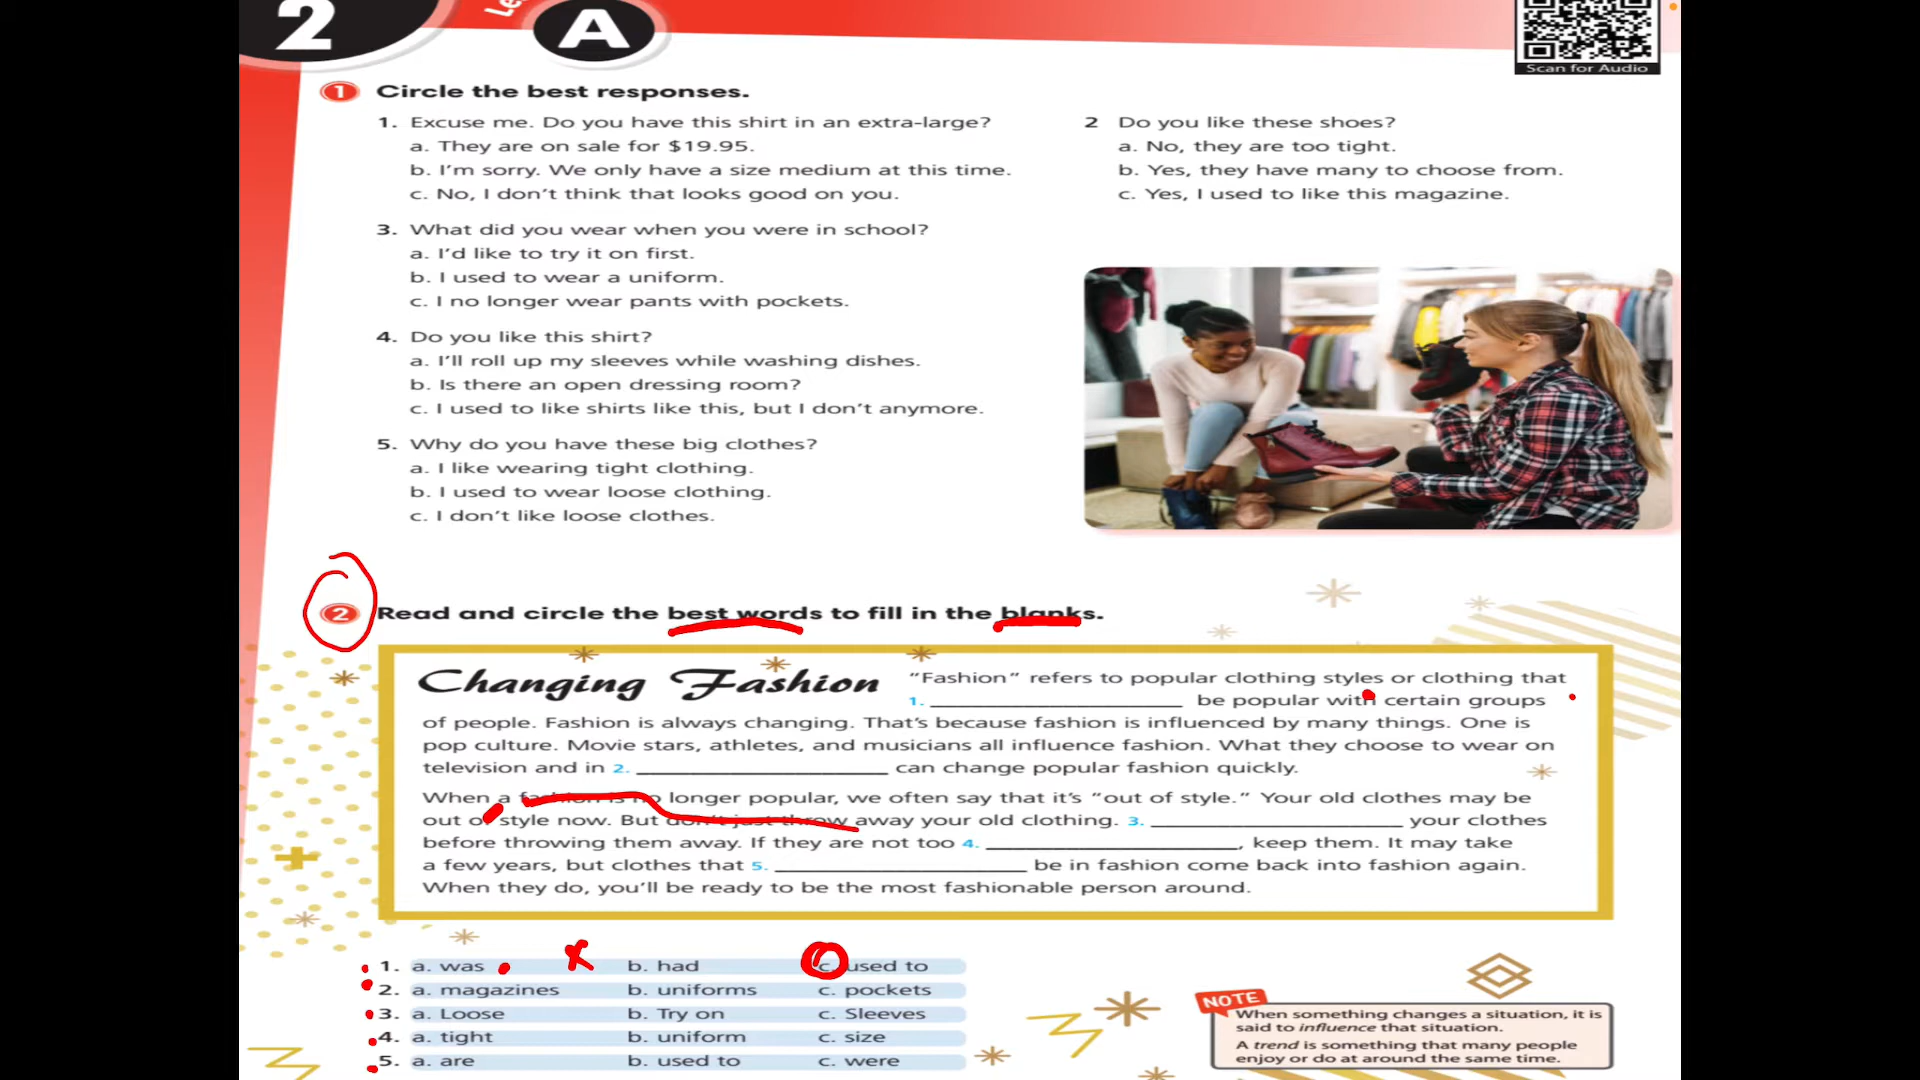 2
A
Scan for Audio
1 Circle the best responses.
1. Excuse me. Do you have this shirt in an extra-large?
a. They are on sale for $19.95.
b. I'm sorry. We only have a size medium at this time.
c. No, I don't think that looks good on you.
2 Do you like these shoes?
a. No, they are too tight.
b. Yes, they have many to choose from.
c. Yes, I used to like this magazine.
3. What did you wear when you were in school?
a. I'd like to try it on first.
b. I used to wear a uniform.
c. I no longer wear pants with pockets.
4. Do you like this shirt?
a. I'll roll up my sleeves while washing dishes.
b. Is there an open dressing room?
c. I used to like shirts like this, but I don't anymore.
5. Why do you have these big clothes?
a. I like wearing tight clothing.
b. I used to wear loose clothing.
c. I don't like loose clothes.
2 Read and circle the best words to fill in the blanks.
Changing Fashion
"Fashion" refers to popular clothing styles or clothing that
1. ____________ be popular with certain groups
of people. Fashion is always changing. That's because fashion is influenced by many things. One is
pop culture. Movie stars, athletes, and musicians all influence fashion. What they choose to wear on
television and in 2. ____________ can change popular fashion quickly.
When a fashion is no longer popular, we often say that it's "out of style." Your old clothes may be
out of style now. But don't just throw away your old clothing. 3. ____________ your clothes
before throwing them away. If they are not too 4. ____________, keep them. It may take
a few years, but clothes that 5. ____________ be in fashion come back into fashion again.
When they do, you'll be ready to be the most fashionable person around.
1. a. was b. had c. used to
2. a. magazines b. uniforms c. pockets
3. a. Loose b. Try on c. Sleeves
4. a. tight b. uniform c. size
5. a. are b. used to c. were
NOTE
When something changes a situation, it is
said to influence that situation.
A trend is something that many people
enjoy or do at around the same time.